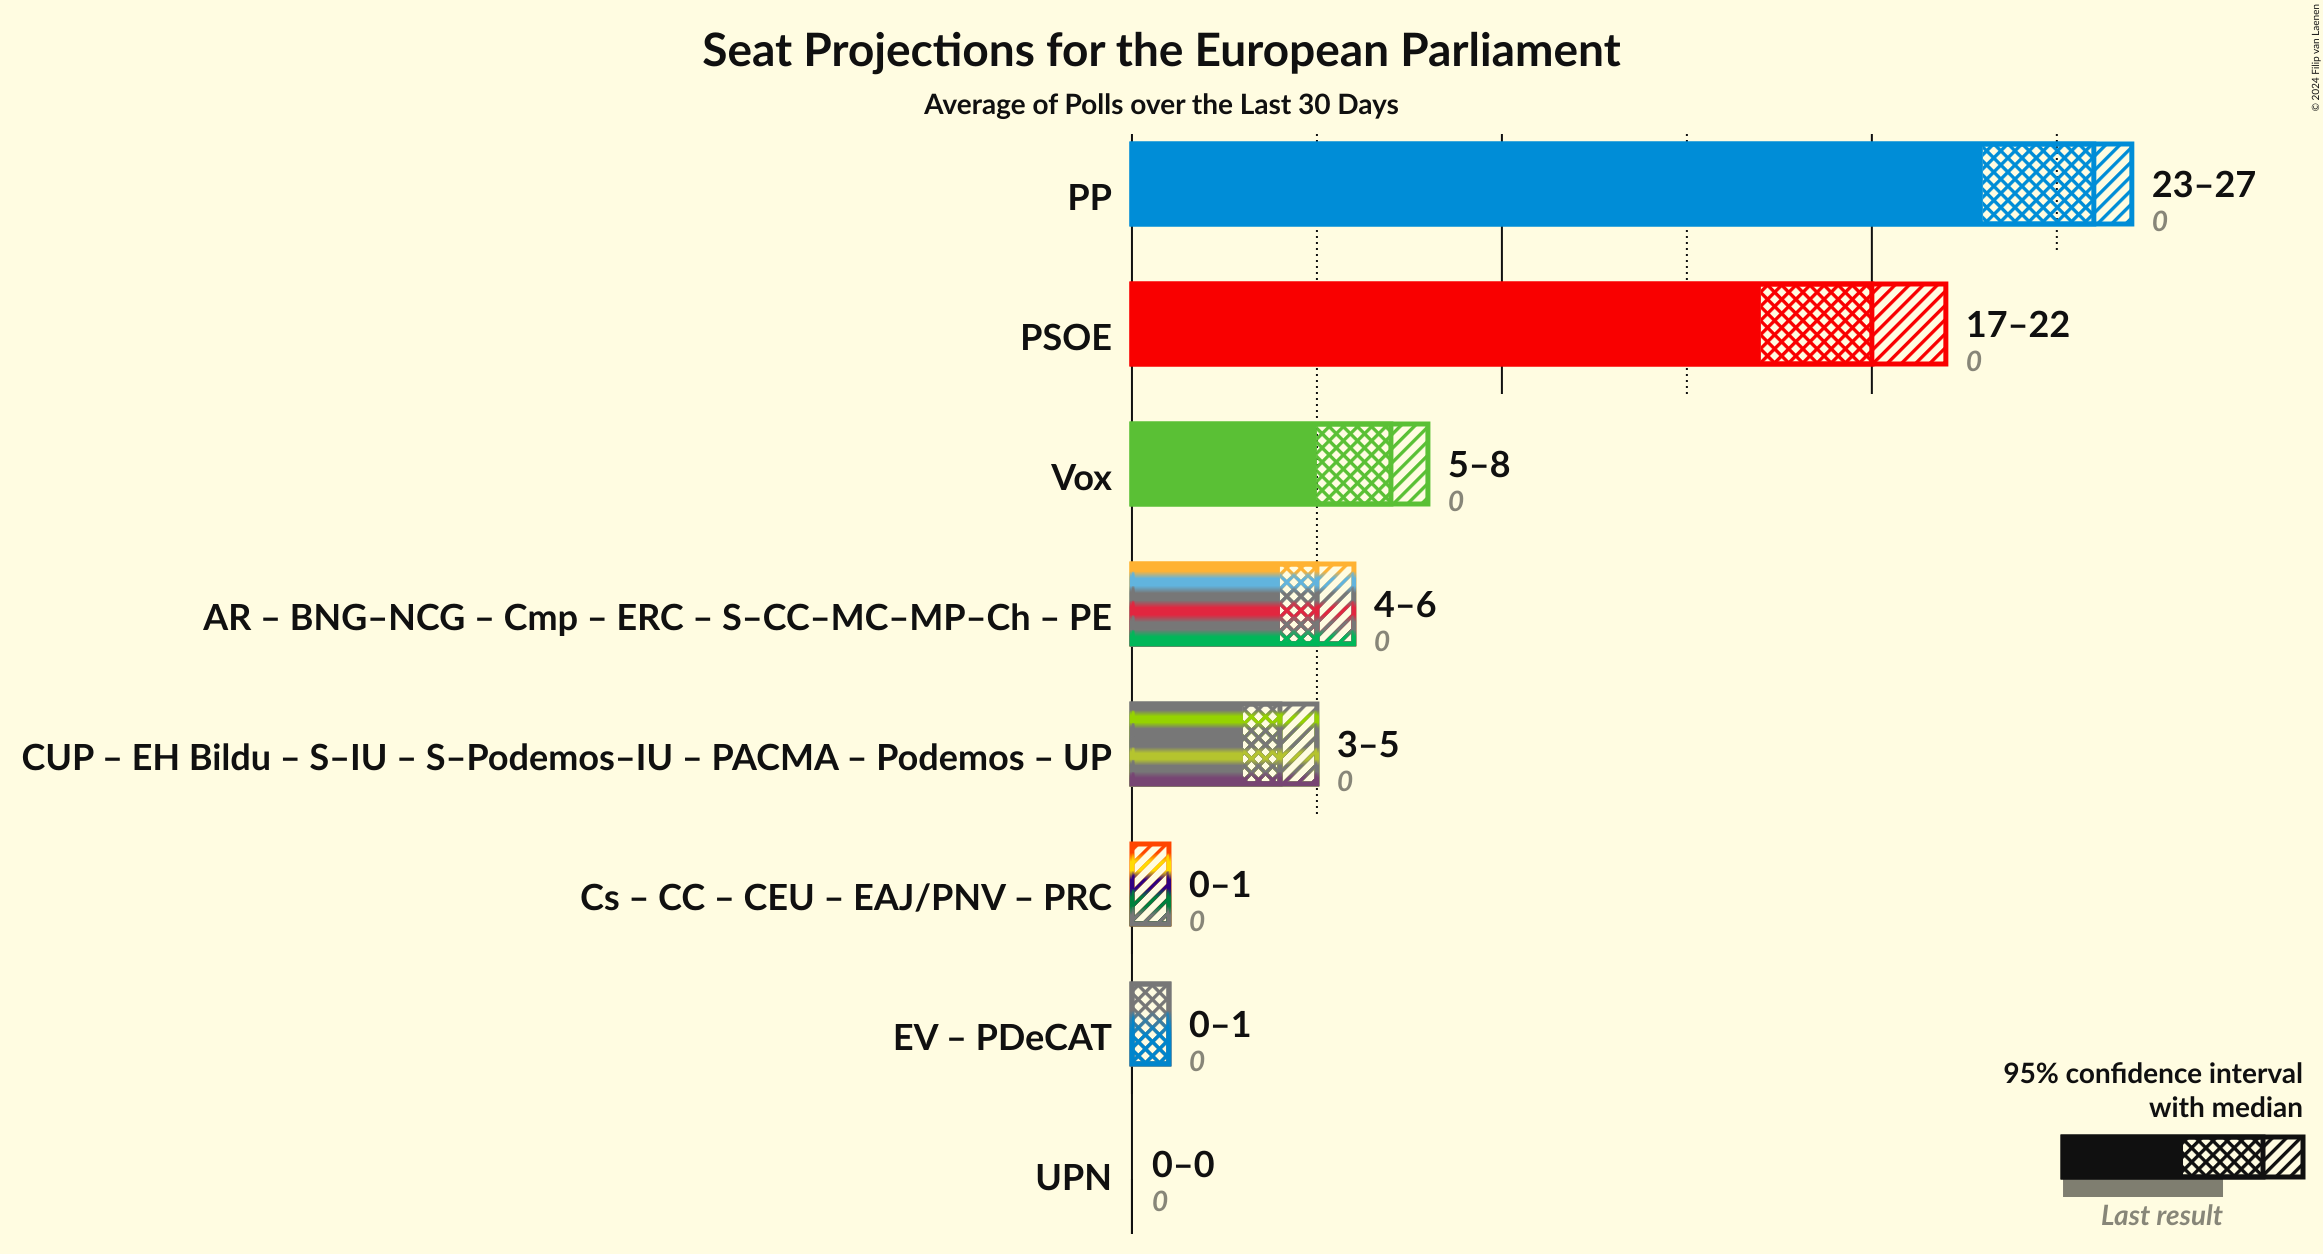 Seat Projections for the European Parliament
Average of Polls over the Last 30 Days
© 2024 Filip van Laenen
PP
23–27
0
PSOE
17–22
0
Vox
5–8
0
AR – BNG–NCG – Cmp – ERC – S–CC–MC–MP–Ch – PE
4–6
0
CUP – EH Bildu – S–IU – S–Podemos–IU – PACMA – Podemos – UP
3–5
0
Cs – CC – CEU – EAJ/PNV – PRC
0–1
0
EV – PDeCAT
0–1
0
UPN
0–0
0
95% confidence interval
with median
Last result